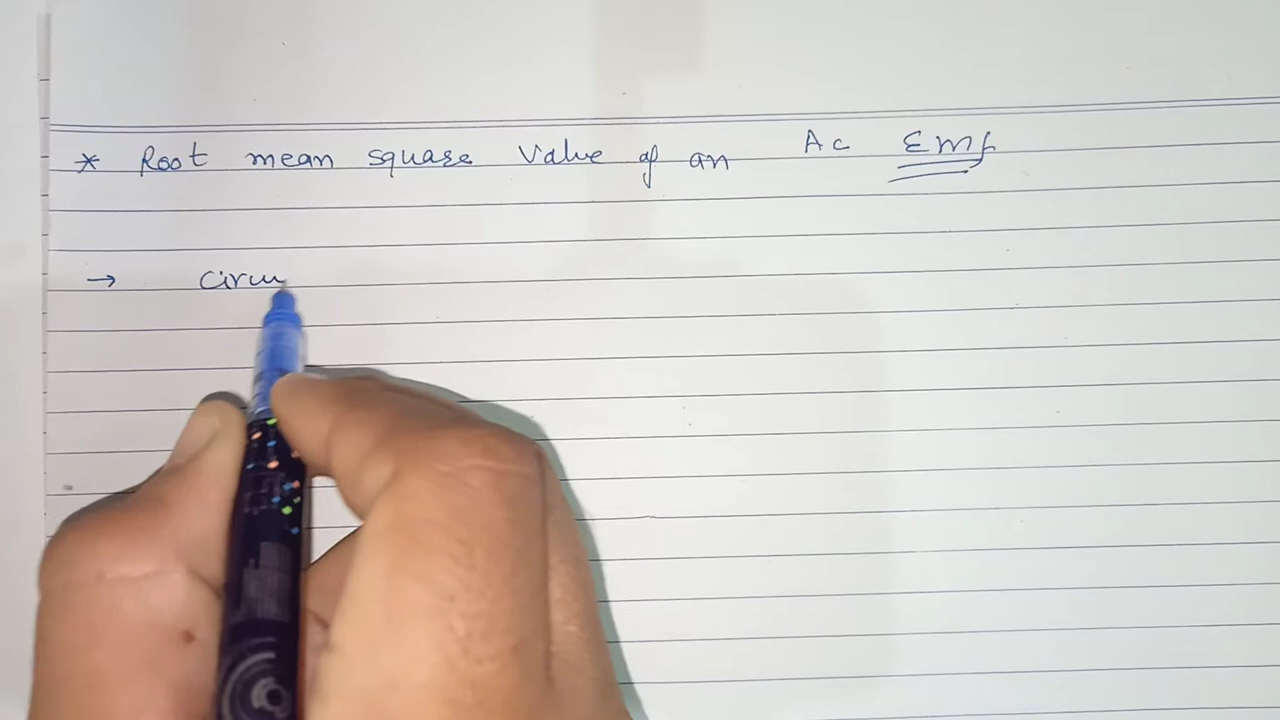 * Root mean square Value of an Ac Emf
→ Circu